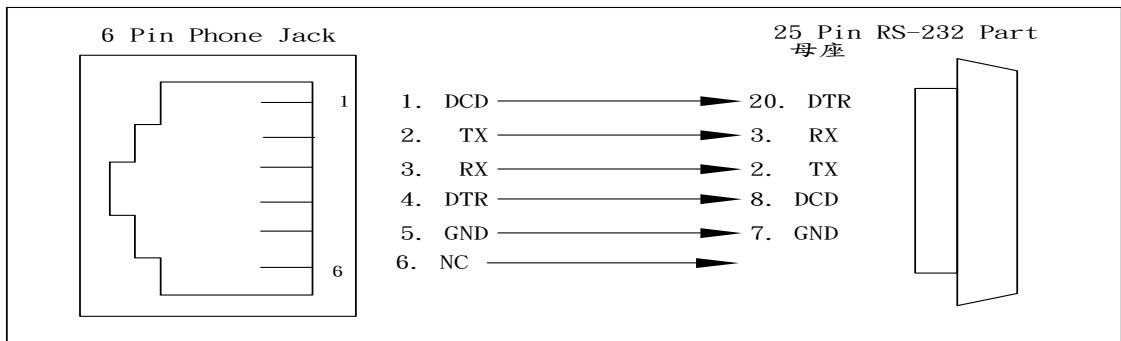 6 Pin Phone Jack
25 Pin RS-232 Part
母座
1
1. DCD 20. DTR
2. TX 3. RX
3. RX 2. TX
4. DTR 8. DCD
5. GND 7. GND
6. NC
6